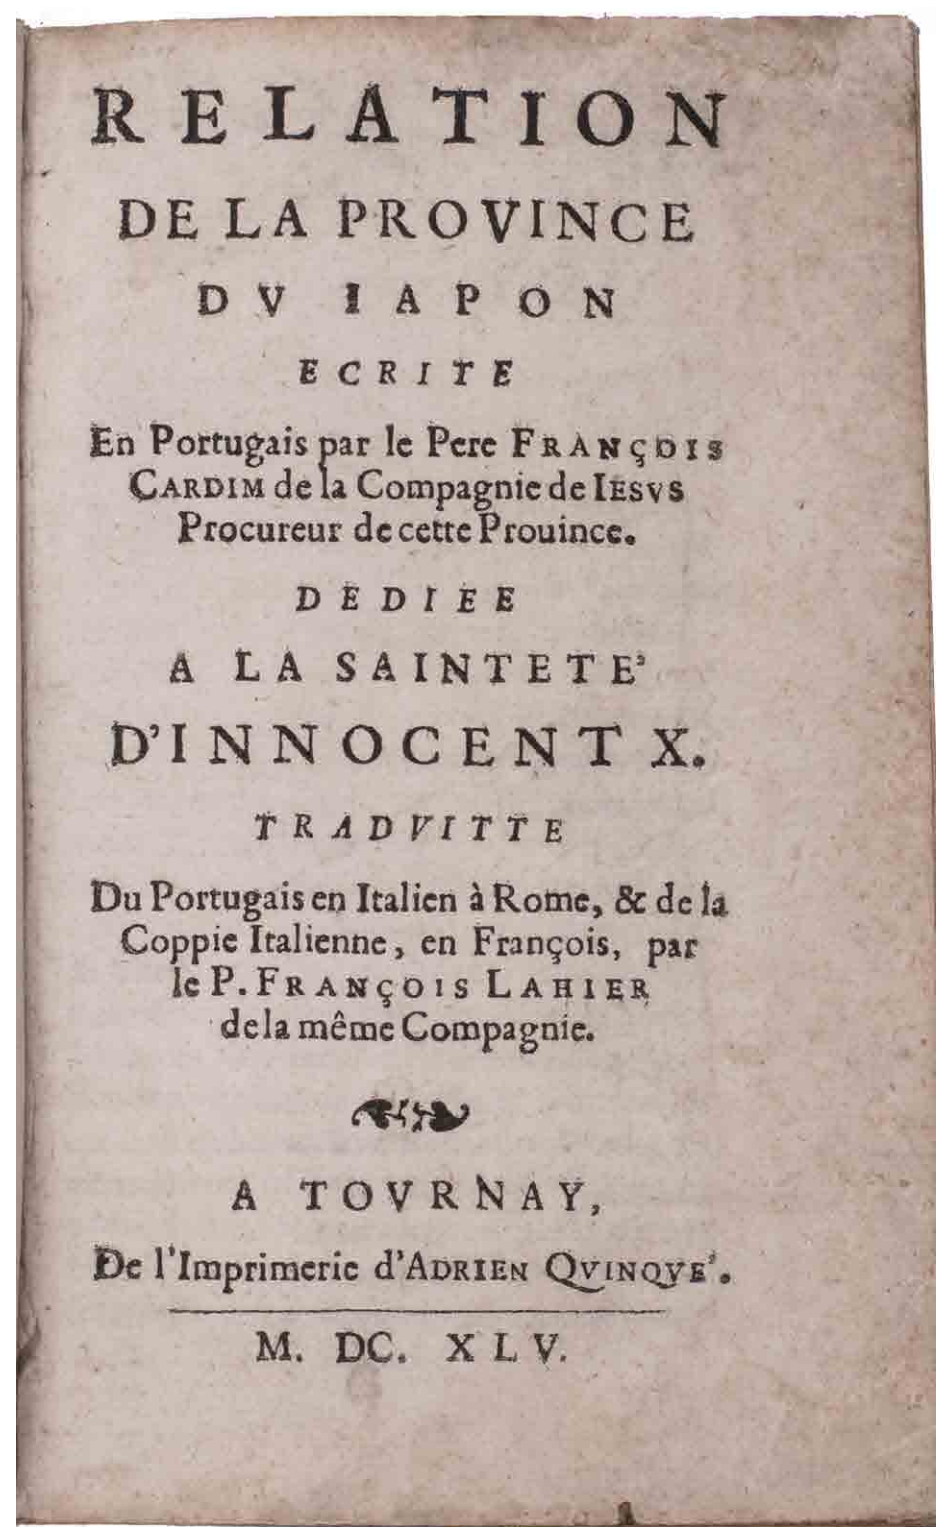 RELATION
DE LA PROVINCE
DV IAPON
ECRITE
En Portugais par le Pere FRANÇOIS
CARDIM de la Compagnie de IESVS
Procureur de cette Prouince.
DEDIEE
A LA SAINTETE'
D'INNOCENT X.
TRADVITTE
Du Portugais en Italien à Rome, & de la
Coppie Italienne, en François, par
le P. FRANÇOIS LAHIER
de la même Compagnie.
A TOVRNAY,
De l'Imprimerie d'ADRIEN QVINQVE'.
M. DC. XLV.